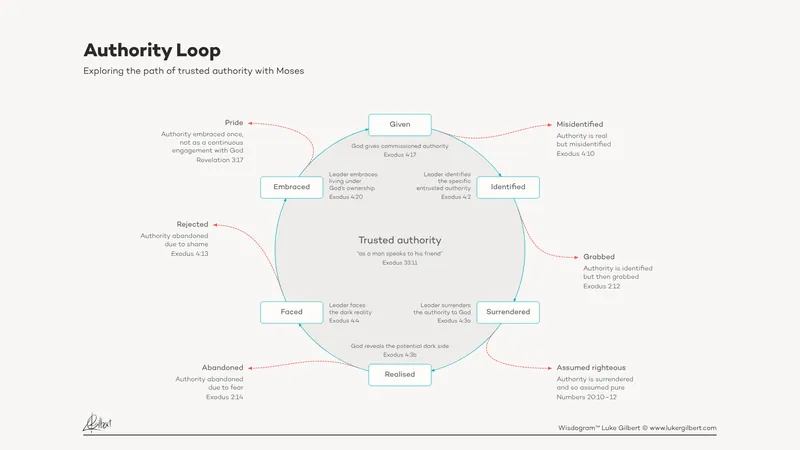 Authority Loop
Exploring the path of trusted authority with Moses
Given
God gives commissioned authority
Exodus 4:17
Misidentified
Authority is real
but misidentified
Exodus 4:10
Identified
Leader identified
the specific
entrusted authority
Exodus 4:2
Grabbed
Authority is identified
but then grabbed
Exodus 2:12
Surrendered
Leader surrenders
the authority to God
Exodus 4:3a
Assumed righteous
Authority is surrendered
and so assumed pure
Numbers 20:10–12
Realised
God reveals the potential dark side
Exodus 4:3b
Abandoned
Authority abandoned
due to fear
Exodus 2:14
Faced
Leader faces
the dark reality
Exodus 4:4
Rejected
Authority abandoned
due to shame
Exodus 4:13
Embraced
Leader embraces
living under
God's ownership
Exodus 4:20
Pride
Authority embraced once,
not as a continuous
engagement with God
Revelation 3:17
Trusted authority
"as a man speaks to his friend"
Exodus 33:11
Gilbert
Wisdogram™ Luke Gilbert © www.lukergilbert.com